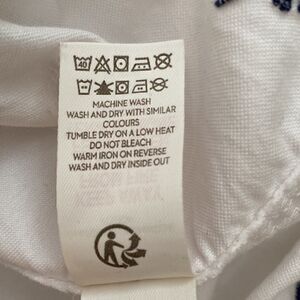 40
MACHINE WASH
WASH AND DRY WITH SIMILAR
COLOURS
TUMBLE DRY ON A LOW HEAT
DO NOT BLEACH
WARM IRON ON REVERSE
WASH AND DRY INSIDE OUT